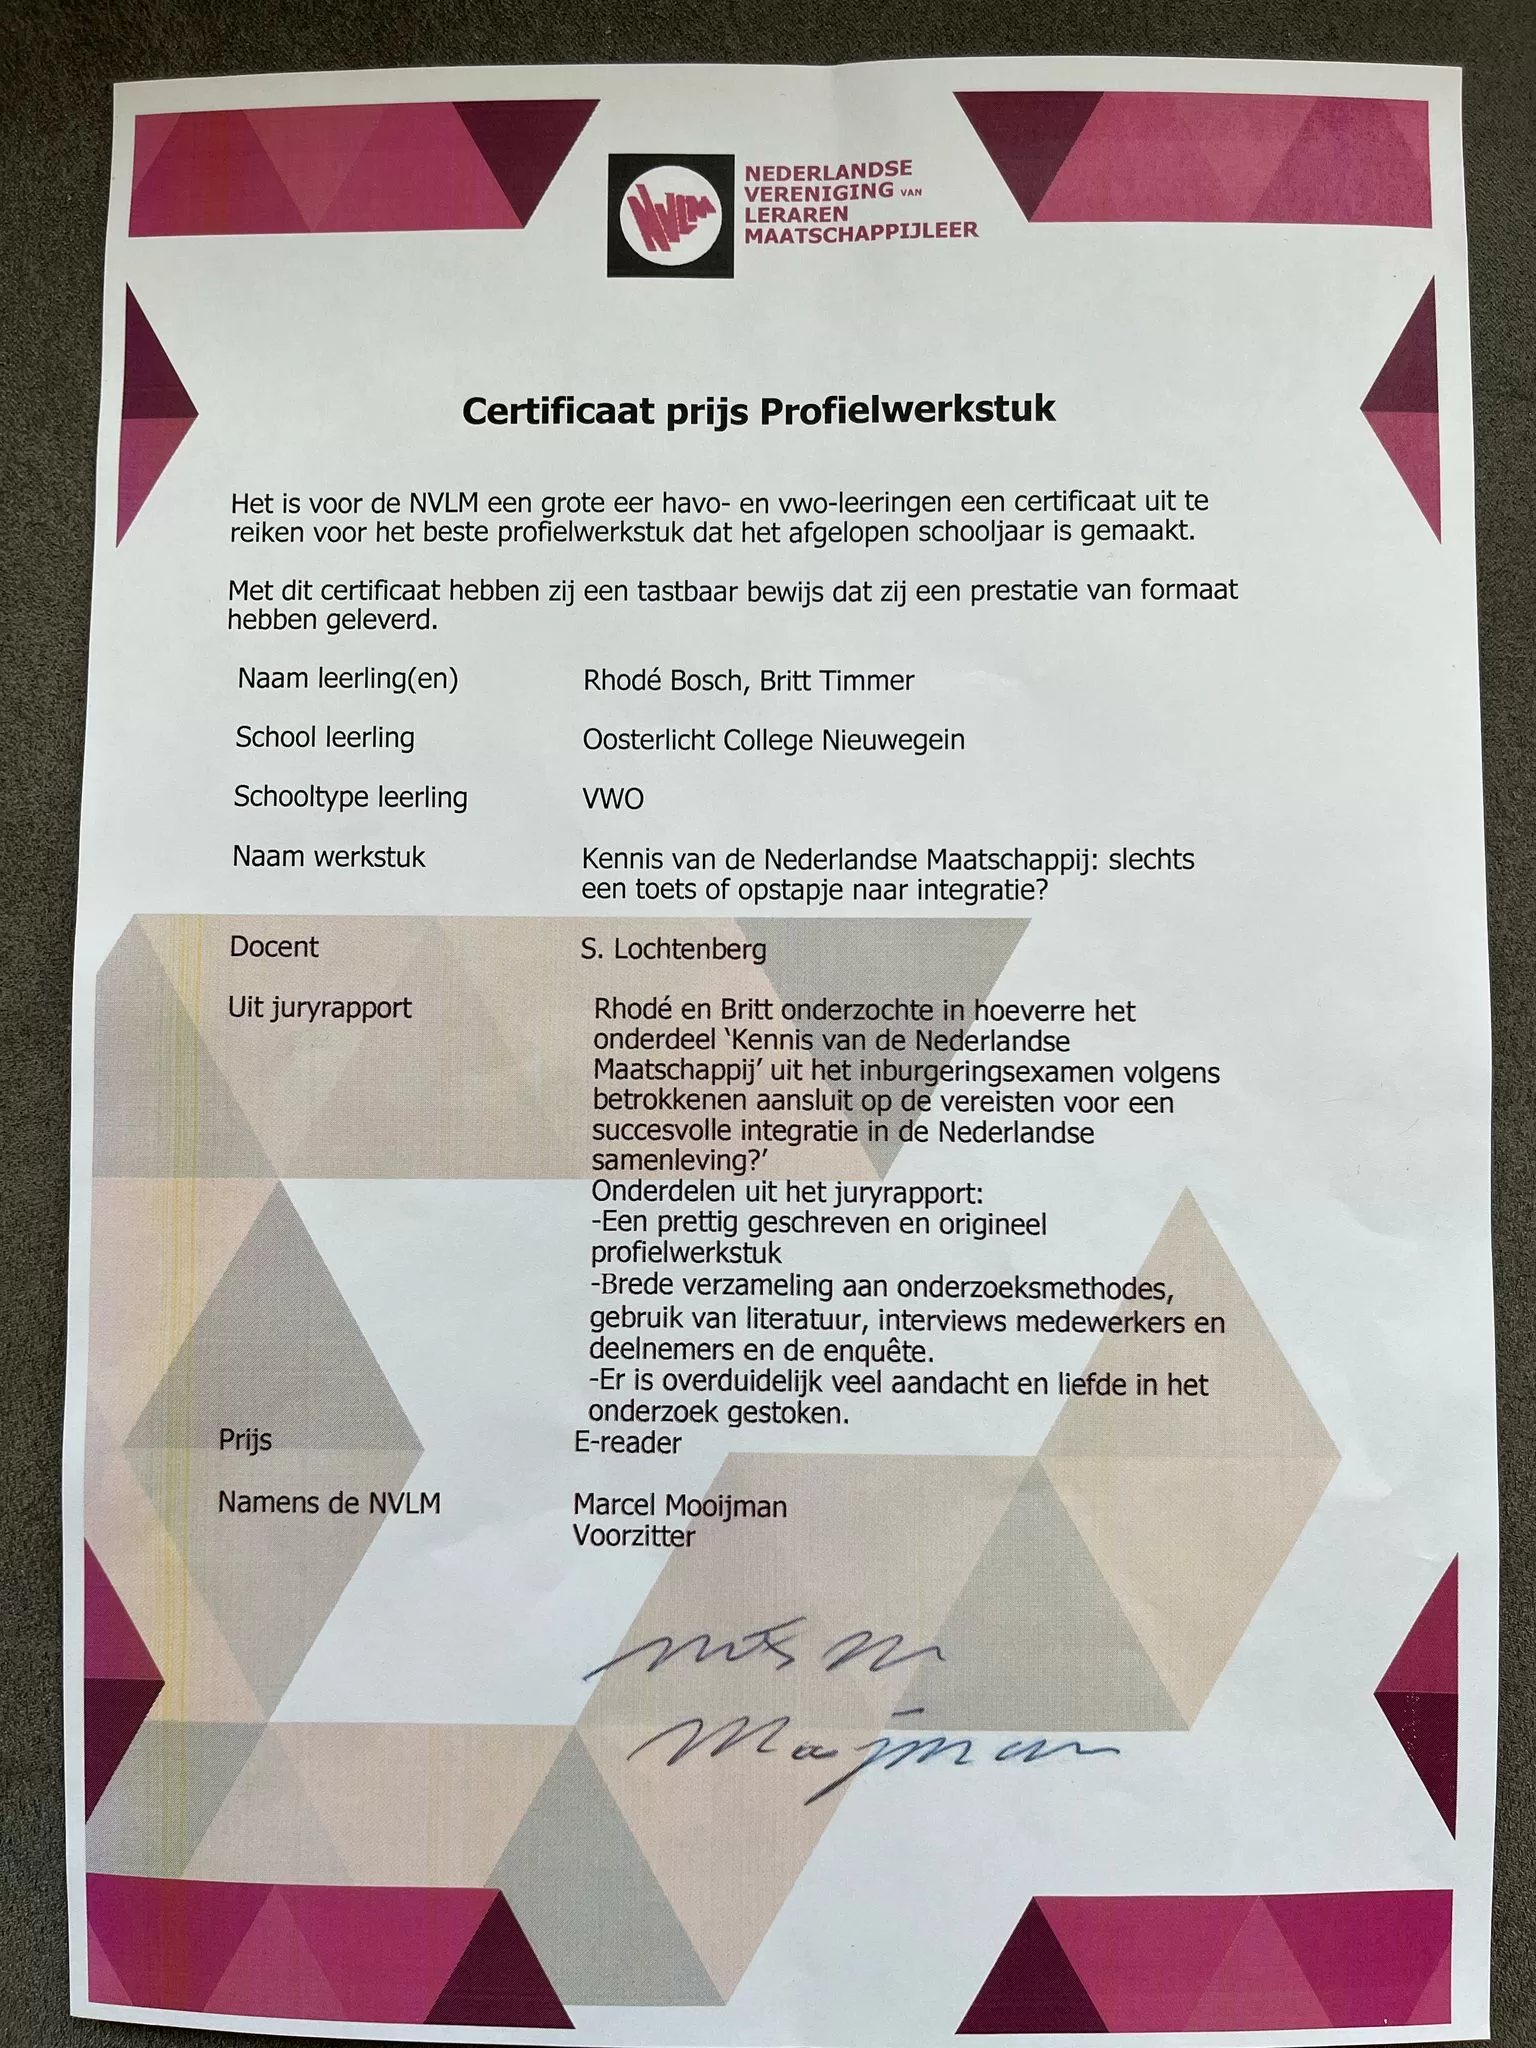 NVLM
NEDERLANDSE
VERENIGING VAN
LERAREN
MAATSCHAPPIJLEER
Certificaat prijs Profielwerkstuk
Het is voor de NVLM een grote eer havo- en vwo-leeringen een certificaat uit te
reiken voor het beste profielwerkstuk dat het afgelopen schooljaar is gemaakt.
Met dit certificaat hebben zij een tastbaar bewijs dat zij een prestatie van formaat
hebben geleverd.
Naam leerling(en) Rhodé Bosch, Britt Timmer
School leerling Oosterlicht College Nieuwegein
Schooltype leerling VWO
Naam werkstuk Kennis van de Nederlandse Maatschappij: slechts
een toets of opstapje naar integratie?
Docent S. Lochtenberg
Uit juryrapport Rhodé en Britt onderzochte in hoeverre het
onderdeel ‘Kennis van de Nederlandse
Maatschappij’ uit het inburgeringsexamen volgens
betrokkenen aansluit op de vereisten voor een
succesvolle integratie in de Nederlandse
samenleving?’
Onderdelen uit het juryrapport:
-Een prettig geschreven en origineel
profielwerkstuk
-Brede verzameling aan onderzoeksmethodes,
gebruik van literatuur, interviews medewerkers en
deelnemers en de enquête.
-Er is overduidelijk veel aandacht en liefde in het
onderzoek gestoken.
Prijs E-reader
Namens de NVLM Marcel Mooijman
Voorzitter